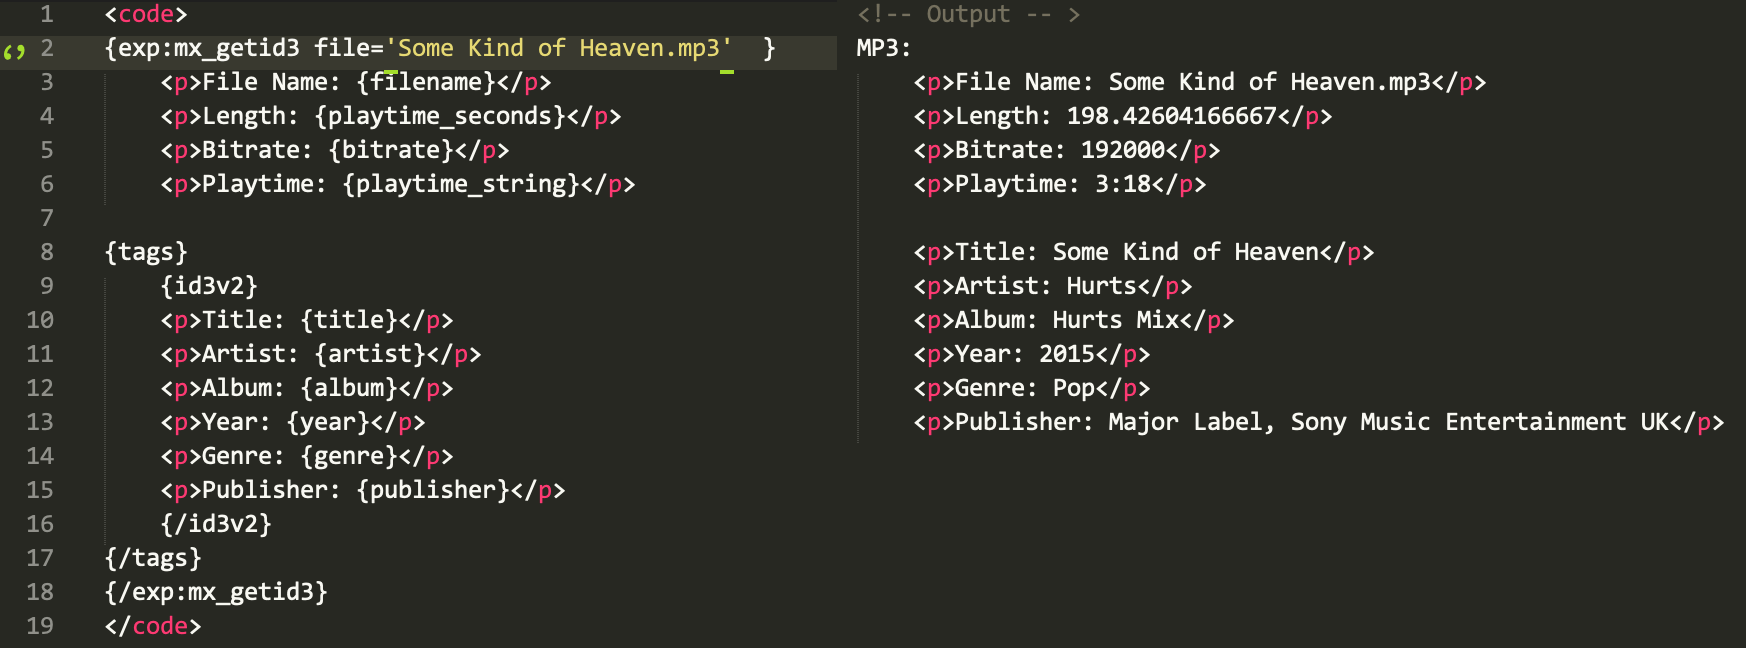 1 <code>
2 {exp:mx_getid3 file='Some Kind of Heaven.mp3'  }
3     <p>File Name: {filename}</p>
4     <p>Length: {playtime_seconds}</p>
5     <p>Bitrate: {bitrate}</p>
6     <p>Playtime: {playtime_string}</p>
7
8 {tags}
9     {id3v2}
10     <p>Title: {title}</p>
11     <p>Artist: {artist}</p>
12     <p>Album: {album}</p>
13     <p>Year: {year}</p>
14     <p>Genre: {genre}</p>
15     <p>Publisher: {publisher}</p>
16     {/id3v2}
17 {/tags}
18 {/exp:mx_getid3}
19 </code>
<!-- Output -- >
MP3:
    <p>File Name: Some Kind of Heaven.mp3</p>
    <p>Length: 198.42604166667</p>
    <p>Bitrate: 192000</p>
    <p>Playtime: 3:18</p>
    <p>Title: Some Kind of Heaven</p>
    <p>Artist: Hurts</p>
    <p>Album: Hurts Mix</p>
    <p>Year: 2015</p>
    <p>Genre: Pop</p>
    <p>Publisher: Major Label, Sony Music Entertainment UK</p>